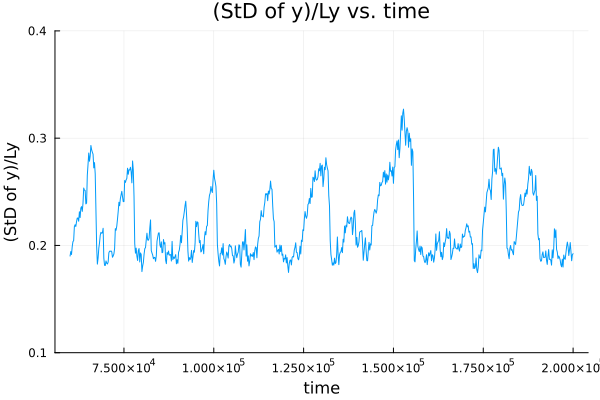 (StD of y)/Ly vs. time
0.4
0.3
0.2
0.1
(StD of y)/Ly
7.500×10⁴ 1.000×10⁵ 1.250×10⁵ 1.500×10⁵ 1.750×10⁵ 2.000×10⁵
time